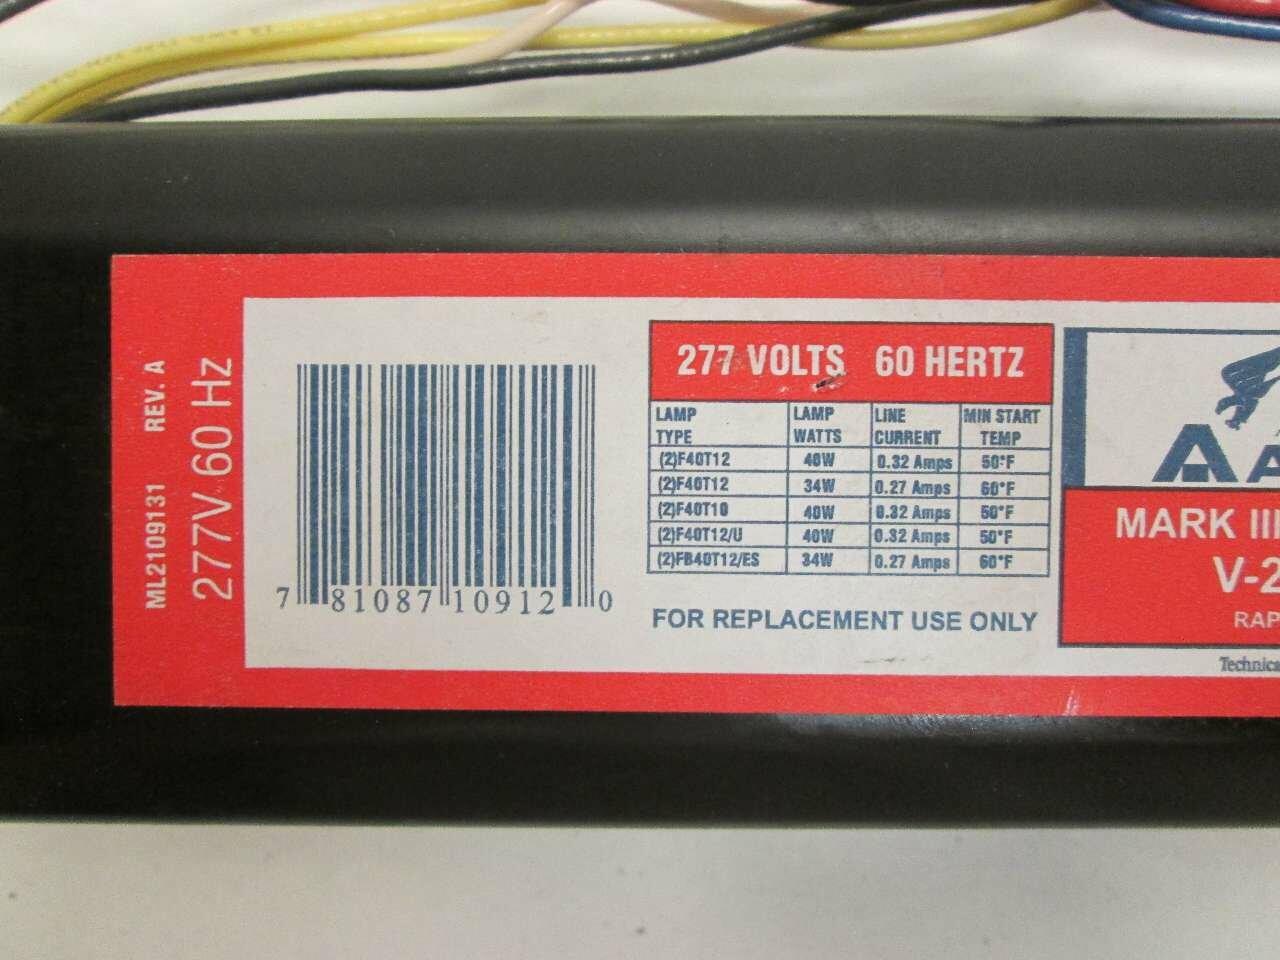 ML2109131 REV. A
277V 60 Hz
7 81087 10912 0
277 VOLTS 60 HERTZ
LAMP TYPE LAMP WATTS LINE CURRENT MIN START TEMP
(2)F40T12 40W 0.32 Amps 50°F
(2)F40T12 34W 0.27 Amps 60°F
(2)F40T10 40W 0.32 Amps 50°F
(2)F40T12/U 40W 0.32 Amps 50°F
(2)FB40T12/ES 34W 0.27 Amps 60°F
FOR REPLACEMENT USE ONLY
MARK III
V-2
RAP